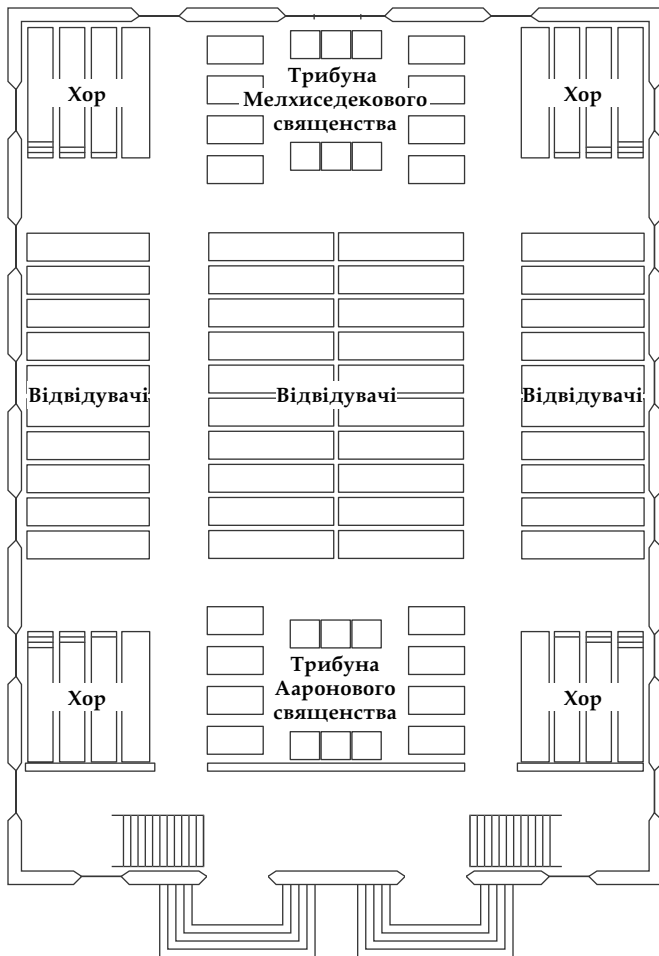 Хор
Трибуна
Мелхиседекового
священства
Хор
Відвідувачі
Відвідувачі
Відвідувачі
Хор
Трибуна
Ааронового
священства
Хор